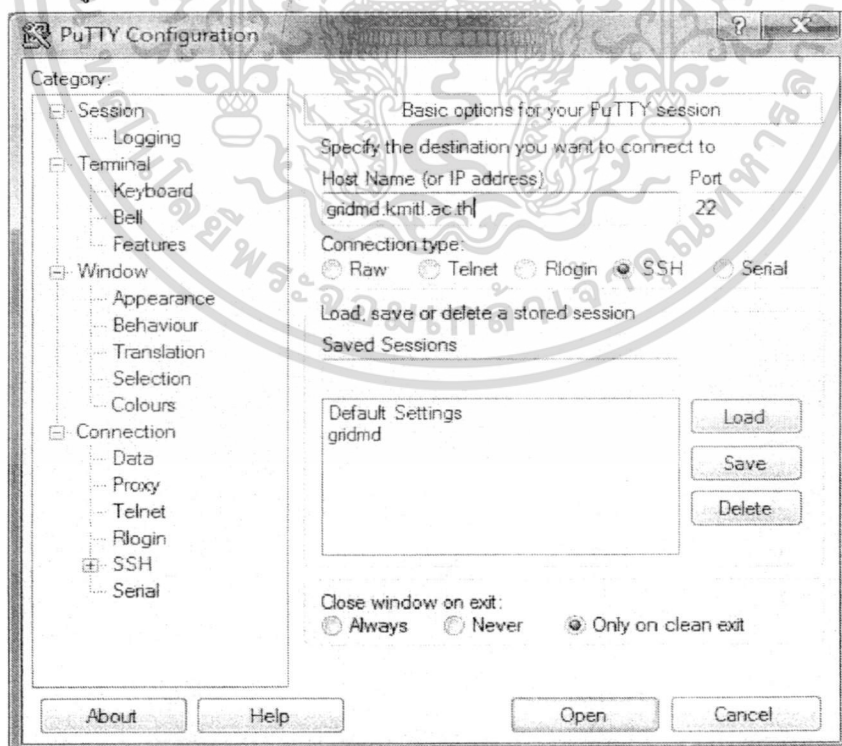 PuTTY Configuration
Category:
Session
Logging
Terminal
Keyboard
Bell
Features
Window
Appearance
Behaviour
Translation
Selection
Colours
Connection
Data
Proxy
Telnet
Rlogin
SSH
Serial
Basic options for your PuTTY session
Specify the destination you want to connect to
Host Name (or IP address) Port
gridmd.kmitl.ac.th 22
Connection type:
Raw Telnet Rlogin SSH Serial
Load, save or delete a stored session
Saved Sessions
Default Settings
gridmd
Load
Save
Delete
Close window on exit:
Always Never Only on clean exit
About Help Open Cancel